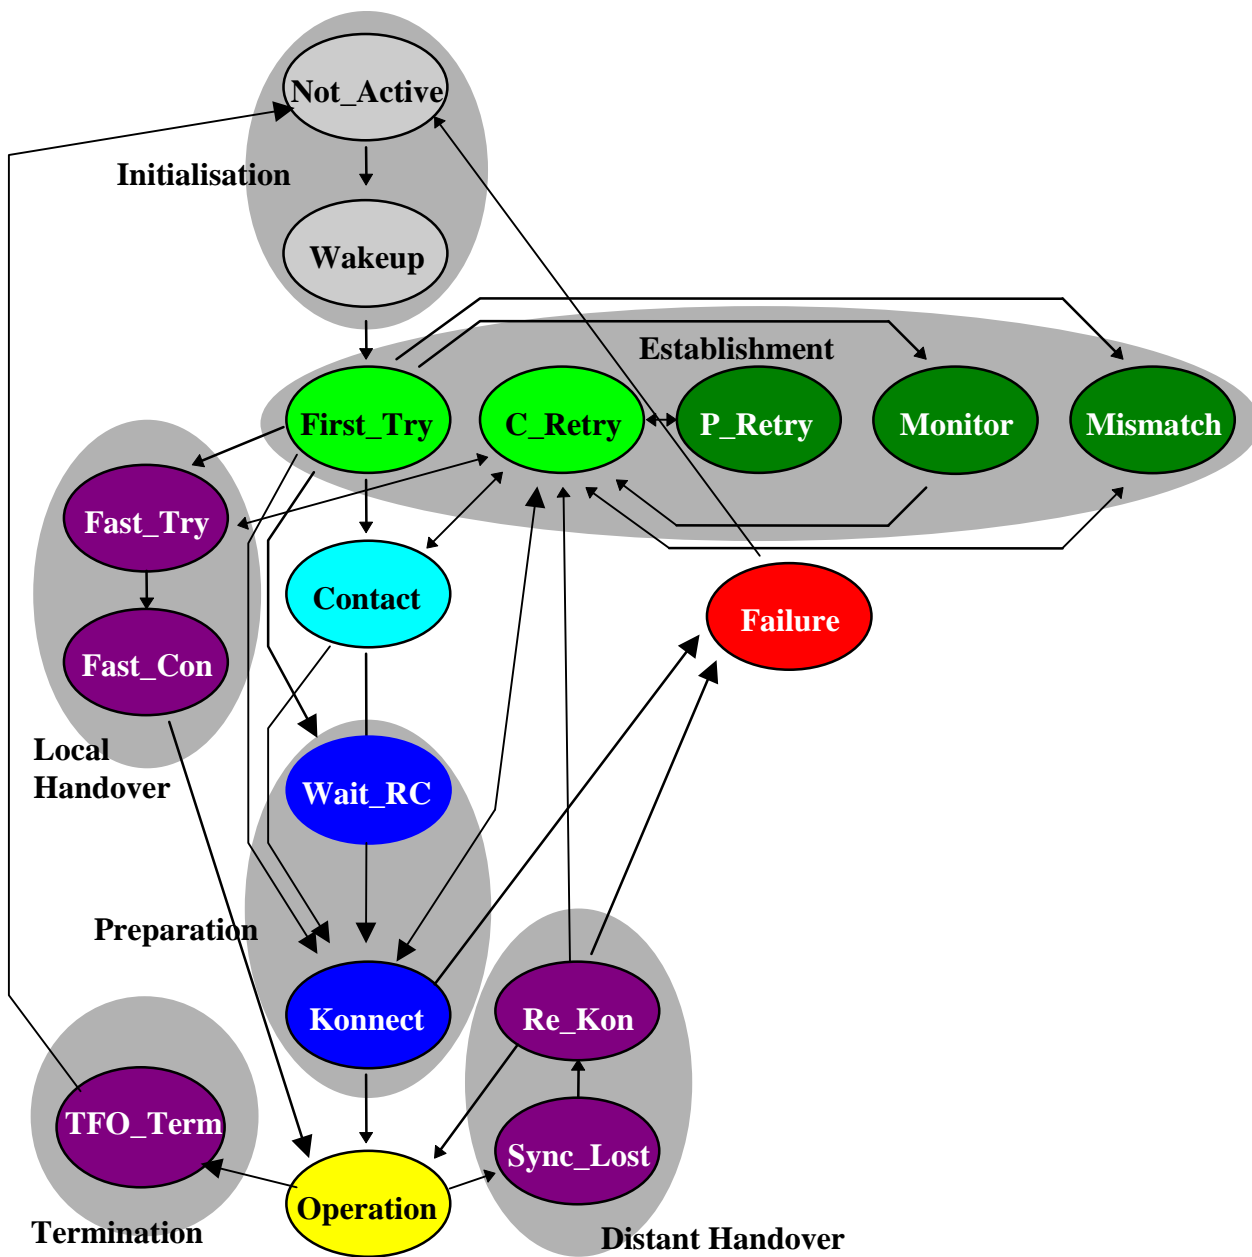 Not_Active
Initialisation
Wakeup
Establishment
First_Try
C_Retry
P_Retry
Monitor
Mismatch
Fast_Try
Contact
Failure
Fast_Con
Local
Handover
Wait_RC
Preparation
Konnect
Re_Kon
TFO_Term
Sync_Lost
Operation
Termination
Distant Handover